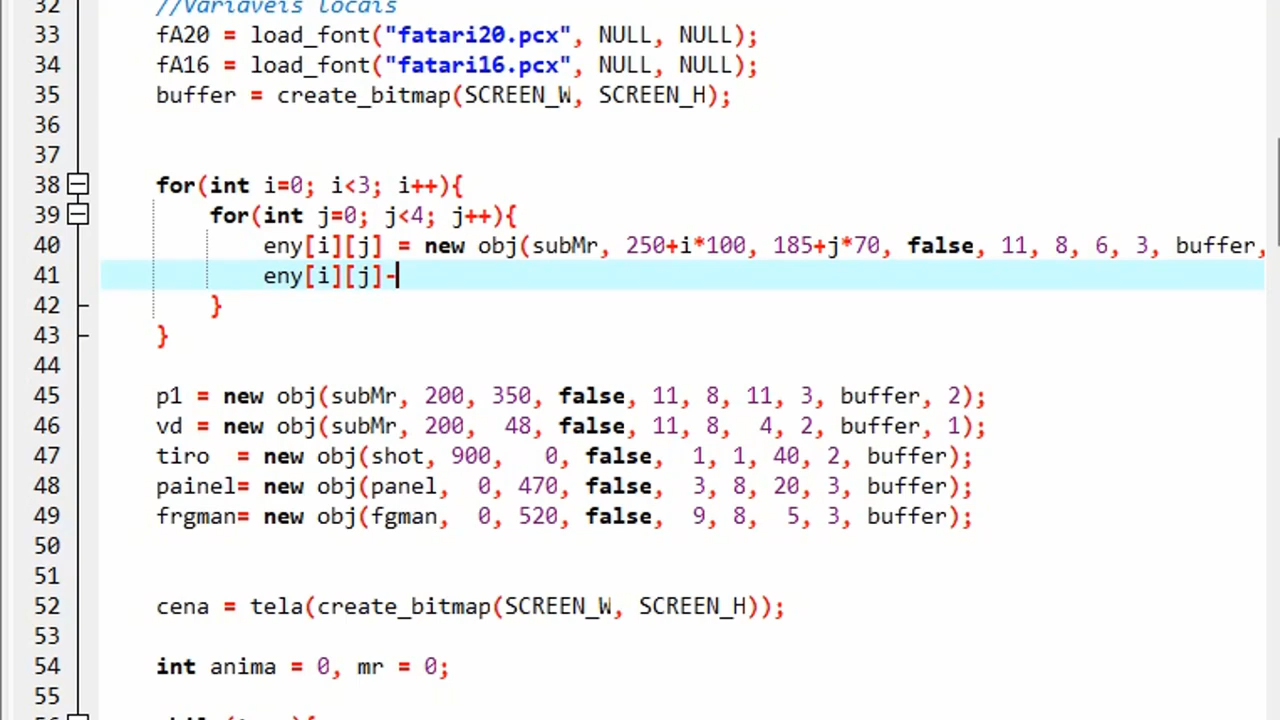 32 //Variáveis locais
33 fA20 = load_font("fatari20.pcx", NULL, NULL);
34 fA16 = load_font("fatari16.pcx", NULL, NULL);
35 buffer = create_bitmap(SCREEN_W, SCREEN_H);
36
37
38 for(int i=0; i<3; i++){
39 for(int j=0; j<4; j++){
40 eny[i][j] = new obj(subMr, 250+i*100, 185+j*70, false, 11, 8, 6, 3, buffer,
41 eny[i][j]-
42 }
43 }
44
45 p1 = new obj(subMr, 200, 350, false, 11, 8, 11, 3, buffer, 2);
46 vd = new obj(subMr, 200, 48, false, 11, 8, 4, 2, buffer, 1);
47 tiro = new obj(shot, 900, 0, false, 1, 1, 40, 2, buffer);
48 painel= new obj(panel, 0, 470, false, 3, 8, 20, 3, buffer);
49 frgman= new obj(fgman, 0, 520, false, 9, 8, 5, 3, buffer);
50
51
52 cena = tela(create_bitmap(SCREEN_W, SCREEN_H));
53
54 int anima = 0, mr = 0;
55